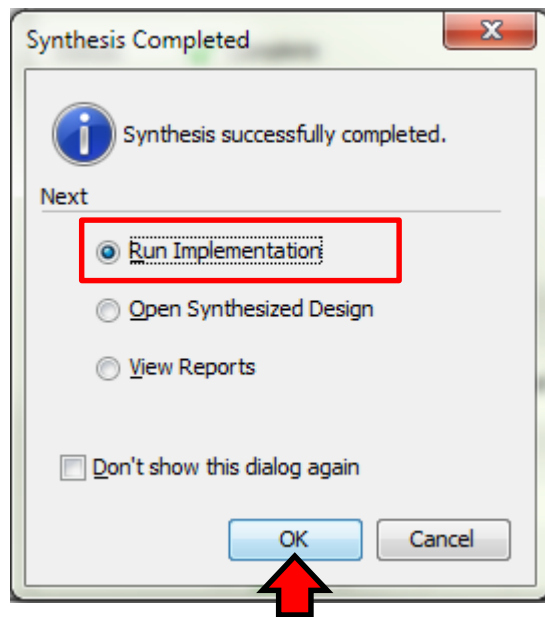 Synthesis Completed
Synthesis successfully completed.
Next
Run Implementation
Open Synthesized Design
View Reports
Don't show this dialog again
OK
Cancel